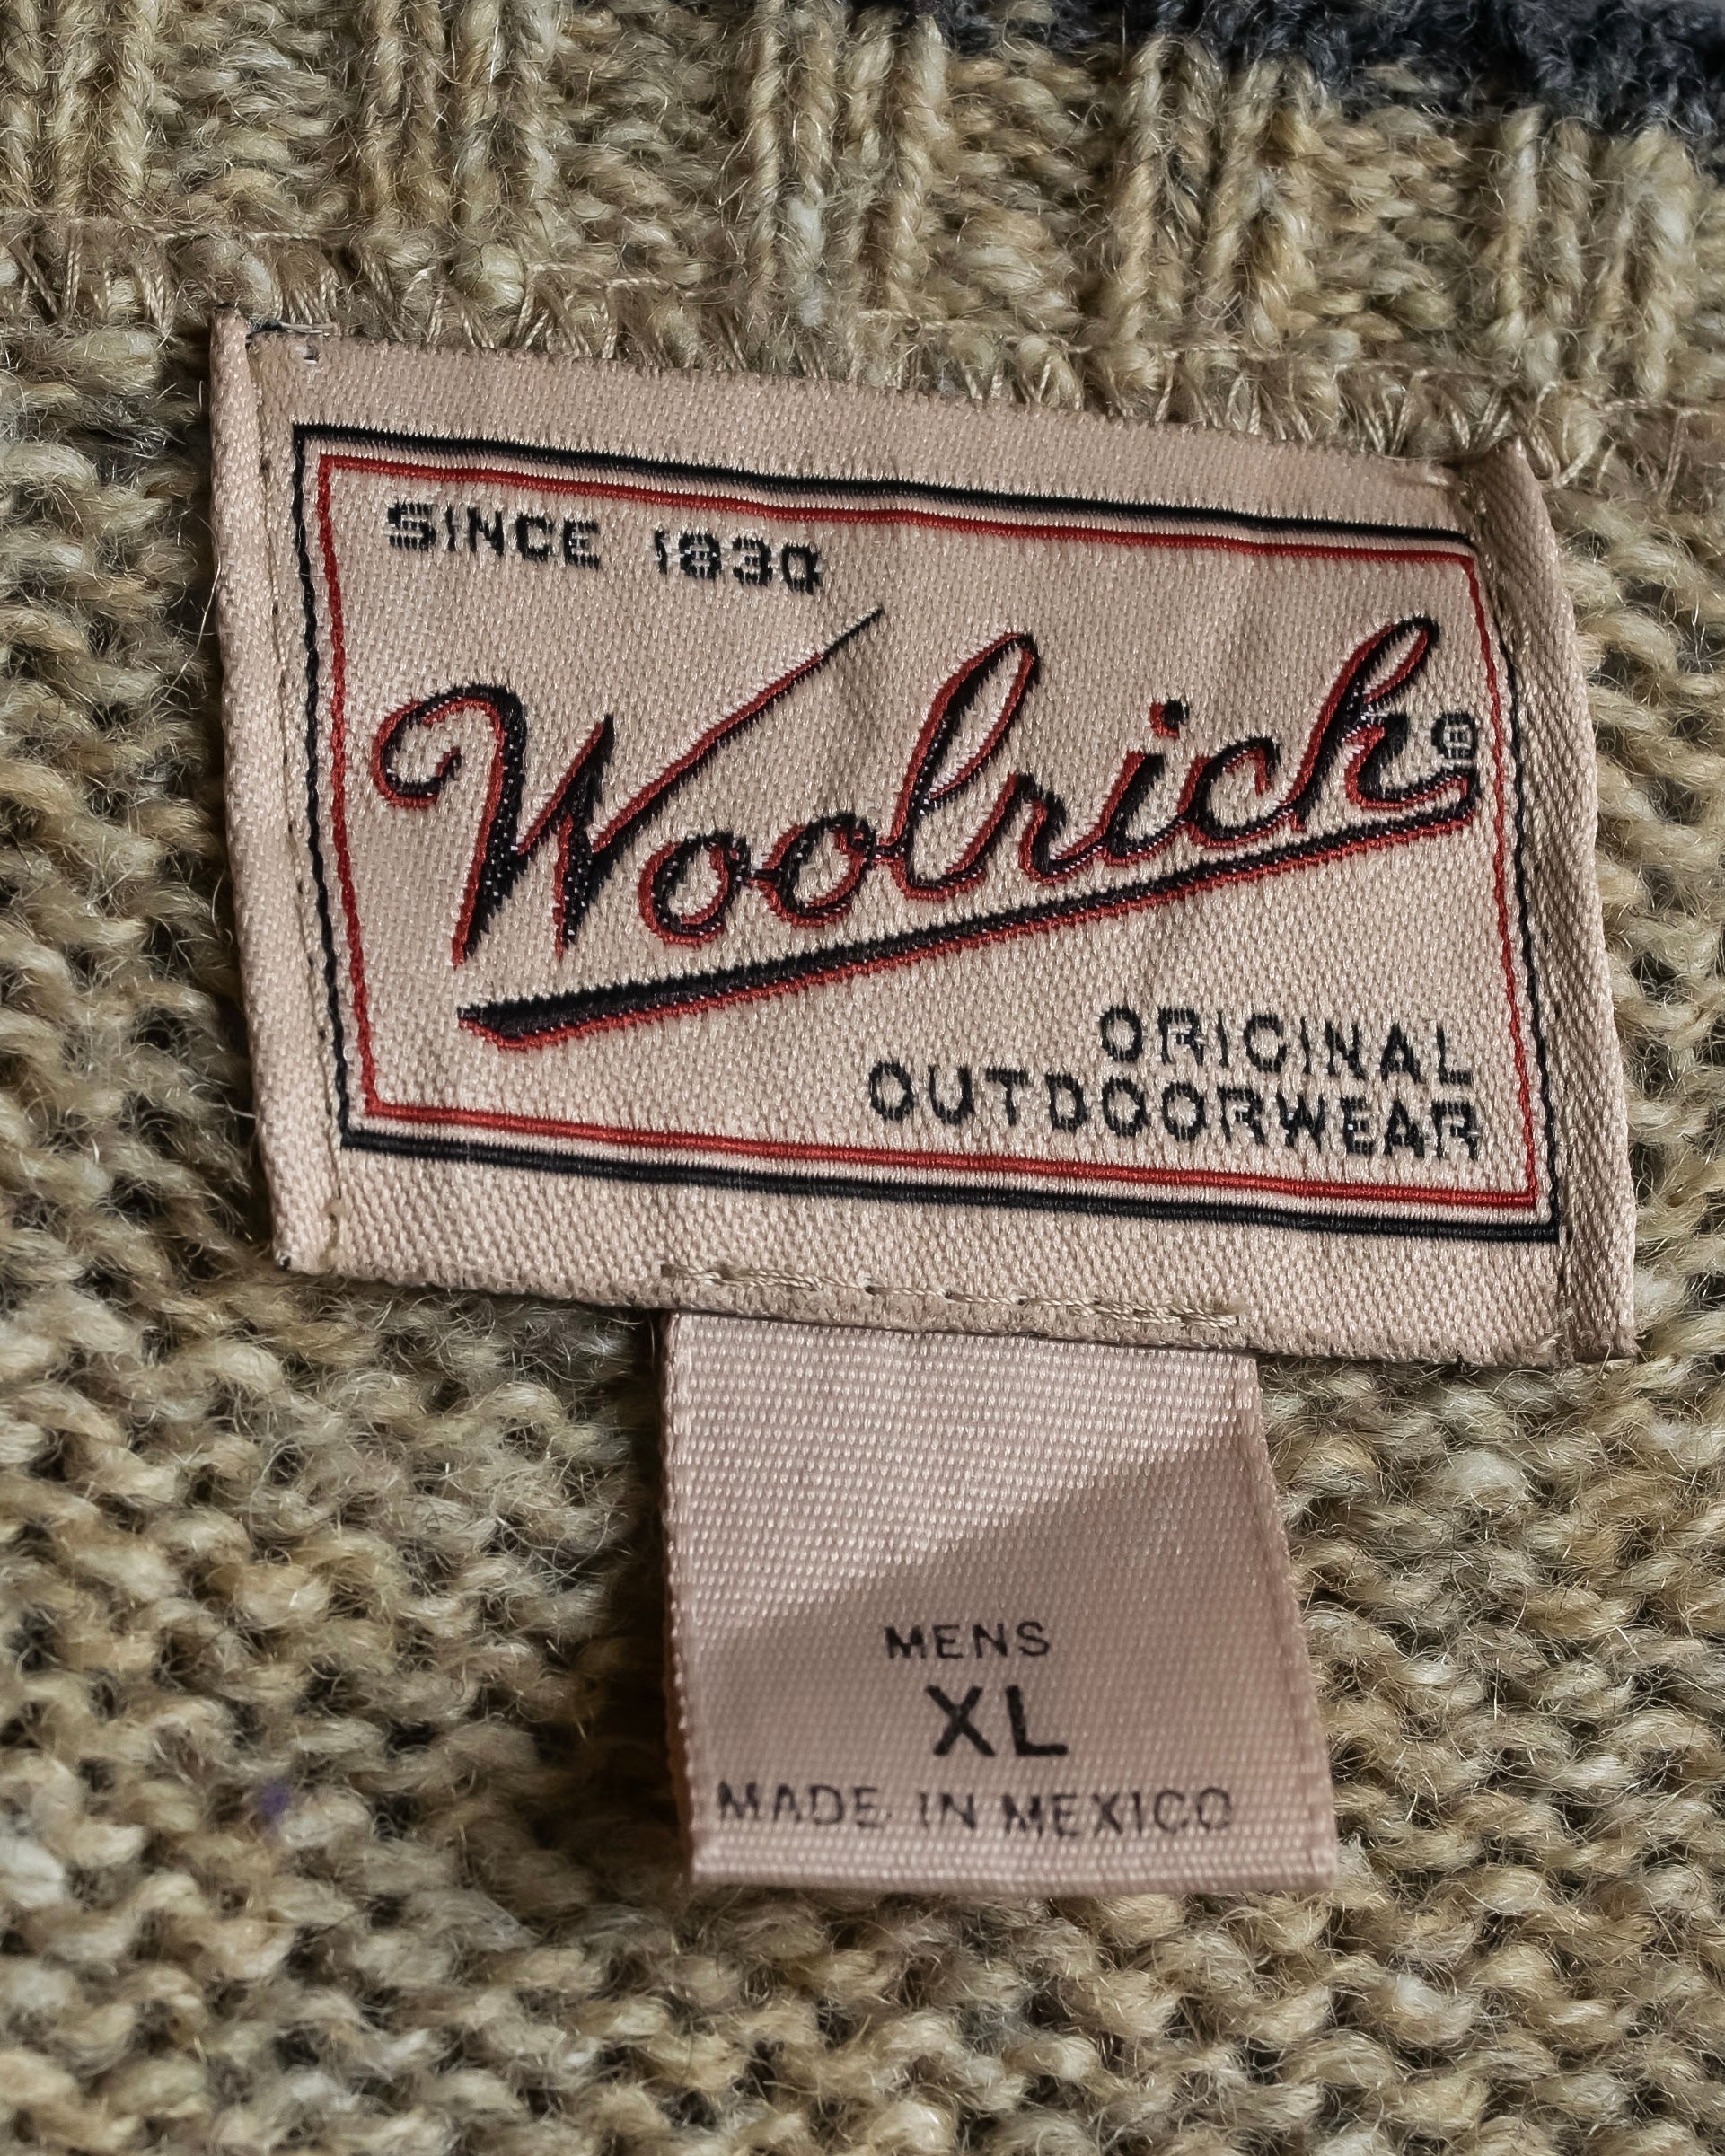 SINCE 1830
Woolrich®
ORIGINAL
OUTDOORWEAR
MENS
XL
MADE IN MEXICO